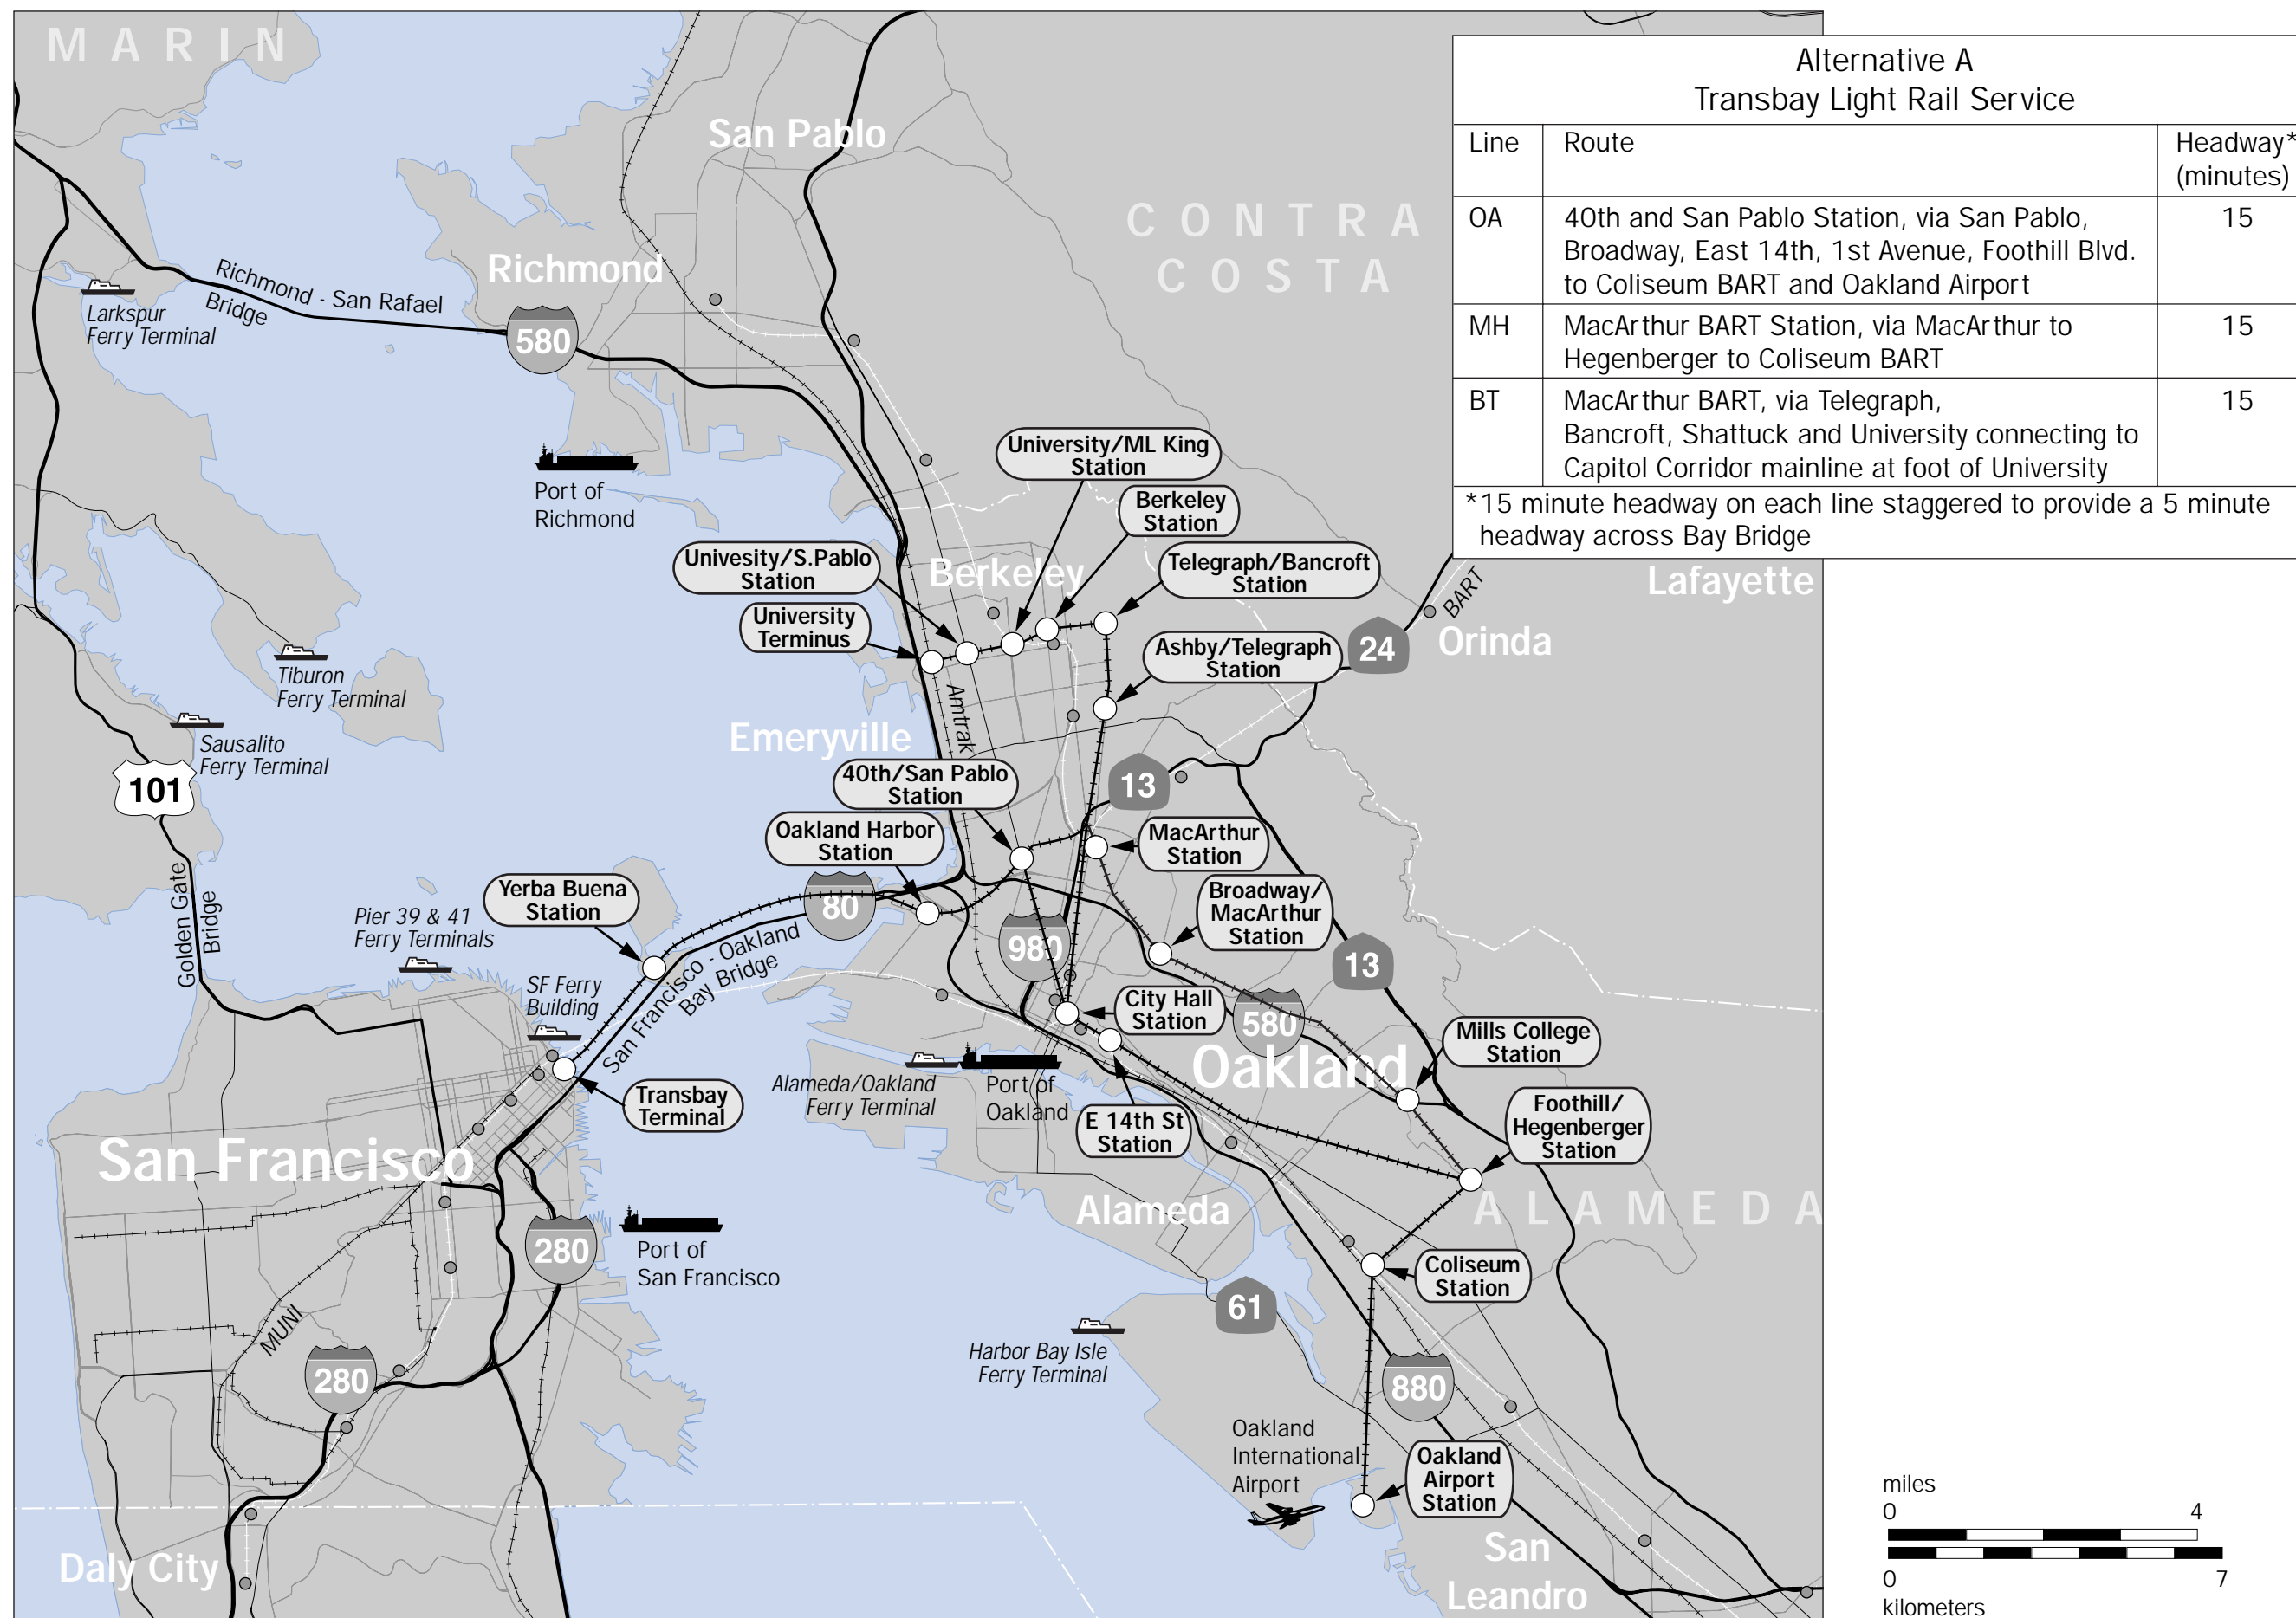 MARIN
San Pablo
CONTRA
COSTA
Richmond
Richmond - San Rafael
Bridge
580
Larkspur
Ferry Terminal
Port of
Richmond
Alternative A
Transbay Light Rail Service
Line
Route
Headway*
(minutes)
OA
40th and San Pablo Station, via San Pablo,
Broadway, East 14th, 1st Avenue, Foothill Blvd.
to Coliseum BART and Oakland Airport
15
MH
MacArthur BART Station, via MacArthur to
Hegenberger to Coliseum BART
15
BT
MacArthur BART, via Telegraph,
Bancroft, Shattuck and University connecting to
Capitol Corridor mainline at foot of University
15
*15 minute headway on each line staggered to provide a 5 minute
headway across Bay Bridge
University/ML King
Station
Berkeley
Station
Univesity/S.Pablo
Station
Berkeley
Telegraph/Bancroft
Station
University
Terminus
Ashby/Telegraph
Station
24
BART
Orinda
Lafayette
Tiburon
Ferry Terminal
Sausalito
Ferry Terminal
101
Golden Gate
Bridge
Amtrak
Emeryville
40th/San Pablo
Station
13
Oakland Harbor
Station
MacArthur
Station
Yerba Buena
Station
80
Broadway/
MacArthur
Station
Pier 39 & 41
Ferry Terminals
980
13
SF Ferry
Building
San Francisco - Oakland
Bay Bridge
City Hall
Station
580
Mills College
Station
Oakland
Alameda/Oakland
Ferry Terminal
Port of
Oakland
Transbay
Terminal
E 14th St
Station
Foothill/
Hegenberger
Station
San Francisco
Alameda
ALAMEDA
280
Port of
San Francisco
Coliseum
Station
61
MUNI
280
Harbor Bay Isle
Ferry Terminal
880
Oakland
International
Airport
Oakland
Airport
Station
San
Leandro
Daly City
miles
0
4
0
7
kilometers